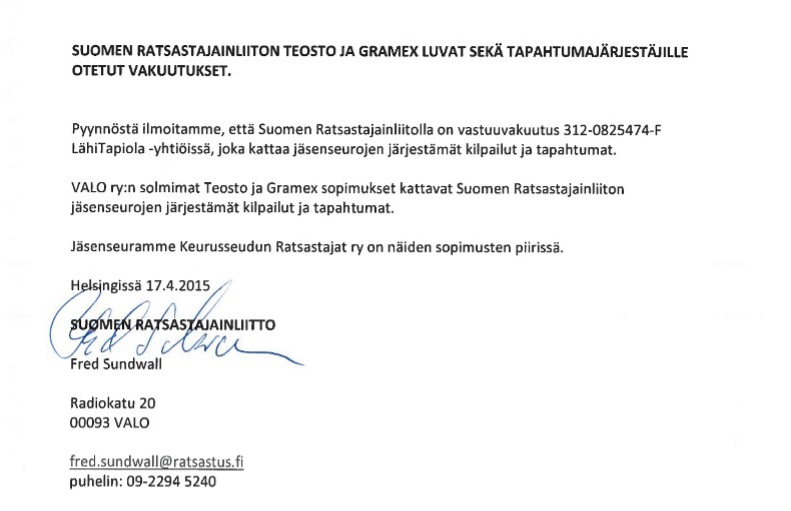 SUOMEN RATSASTAJAINLIITON TEOSTO JA GRAMEX LUVAT SEKÄ TAPAHTUMAJÄRJESTÄJILLE
OTETUT VAKUUTUKSET.
Pyynnöstä ilmoitamme, että Suomen Ratsastajainliitolla on vastuuvakuutus 312-0825474-F
LähiTapiola -yhtiöissä, joka kattaa jäsenseurojen järjestämät kilpailut ja tapahtumat.
VALO ry:n solmimat Teosto ja Gramex sopimukset kattavat Suomen Ratsastajainliiton
jäsenseurojen järjestämät kilpailut ja tapahtumat.
Jäsenseuramme Keurusseudun Ratsastajat ry on näiden sopimusten piirissä.
Helsingissä 17.4.2015
SUOMEN RATSASTAJAINLIITTO
Fred Sundwall
Radiokatu 20
00093 VALO
fred.sundwall@ratsastus.fi
puhelin: 09-2294 5240